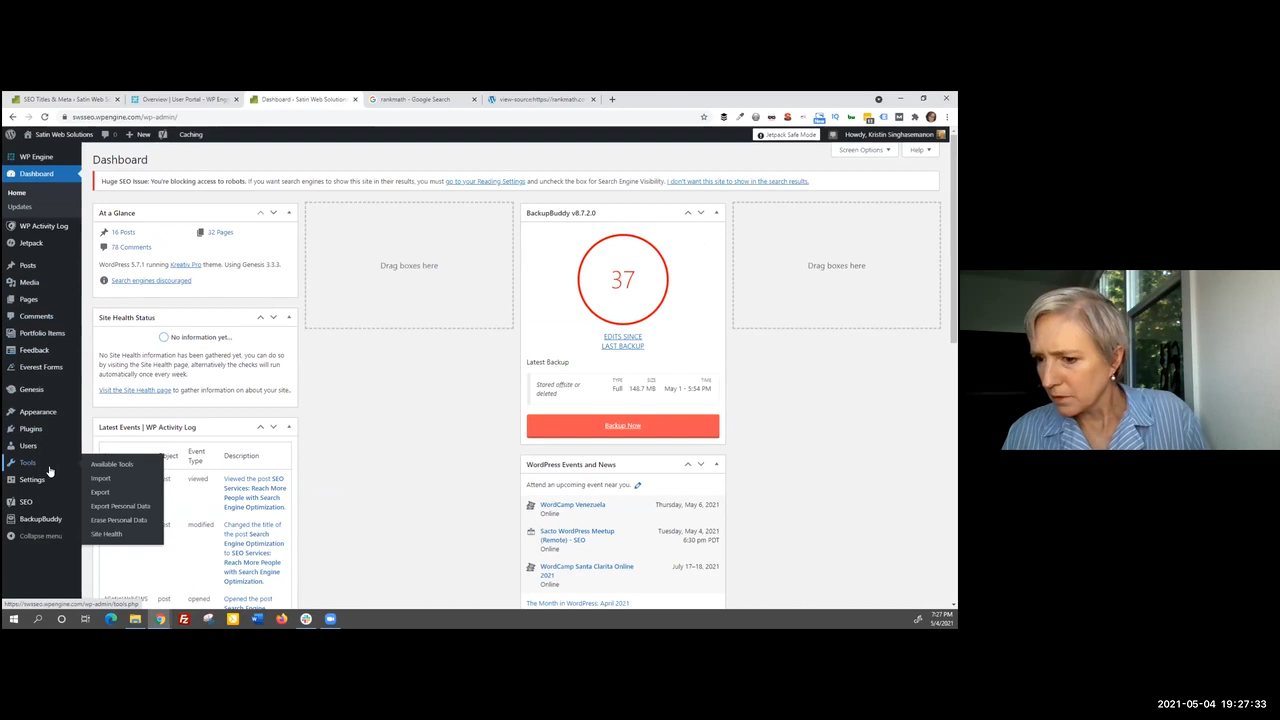 SEO Titles & Meta ‹ Satin Web S
Overview | User Portal - WP Eng
Dashboard ‹ Satin Web Solutions
rankmath - Google Search
view-source:https://rankmath.co
swsseo.wpengine.com/wp-admin/
Satin Web Solutions
0
New
Caching
Jetpack Safe Mode
Howdy, Kristin Singhasemanon
WP Engine
Dashboard
Home
Updates
WP Activity Log
Jetpack
Posts
Media
Pages
Comments
Portfolio Items
Feedback
Everest Forms
Genesis
Appearance
Plugins
Users
Tools
Settings
SEO
BackupBuddy
Collapse menu
Available Tools
Import
Export
Export Personal Data
Erase Personal Data
Site Health
Dashboard
Screen Options
Help
Huge SEO Issue: You're blocking access to robots. If you want search engines to show this site in their results, you must go to your Reading Settings and uncheck the box for Search Engine Visibility. I don't want this site to show in the search results.
At a Glance
16 Posts
32 Pages
78 Comments
WordPress 5.7.1 running Kreativ Pro theme. Using Genesis 3.3.3.
Search engines discouraged
Site Health Status
No information yet...
No Site Health information has been gathered yet, you can do so
by visiting the Site Health page, alternatively the checks will run
automatically once every week.
Visit the Site Health page to gather information on about your site.
Latest Events | WP Activity Log
Object
Event
Type
Description
post
viewed
Viewed the post SEO
Services: Reach More
People with Search
Engine Optimization.
post
modified
Changed the title of
the post Search
Engine Optimization
to SEO Services:
Reach More People
with Search Engine
Optimization.
post
opened
Opened the post
Search Engine
Drag boxes here
BackupBuddy v8.7.2.0
37
EDITS SINCE
LAST BACKUP
Latest Backup
Stored offsite or
deleted
TYPE
Full
SIZE
148.7 MB
TIME
May 1 - 5:54 PM
Backup Now
WordPress Events and News
Attend an upcoming event near you.
WordCamp Venezuela
Online
Thursday, May 6, 2021
Sacto WordPress Meetup
(Remote) - SEO
Online
Tuesday, May 4, 2021
6:30 pm PDT
WordCamp Santa Clarita Online
2021
Online
July 17–18, 2021
The Month in WordPress: April 2021
Drag boxes here
https://swsseo.wpengine.com/wp-admin/tools.php
7:27 PM
5/4/2021
2021-05-04 19:27:33